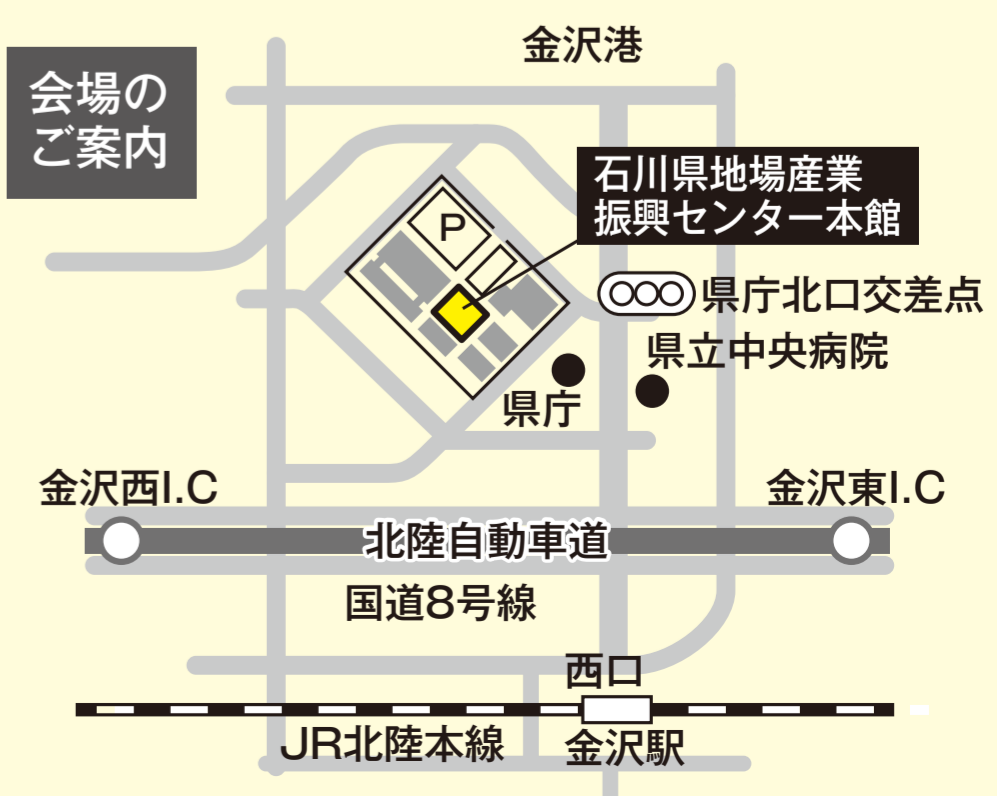 金沢港
会場の
ご案内
石川県地場産業
振興センター本館
P
県庁北口交差点
県立中央病院
県庁
金沢西I.C
金沢東I.C
北陸自動車道
国道8号線
西口
JR北陸本線
金沢駅